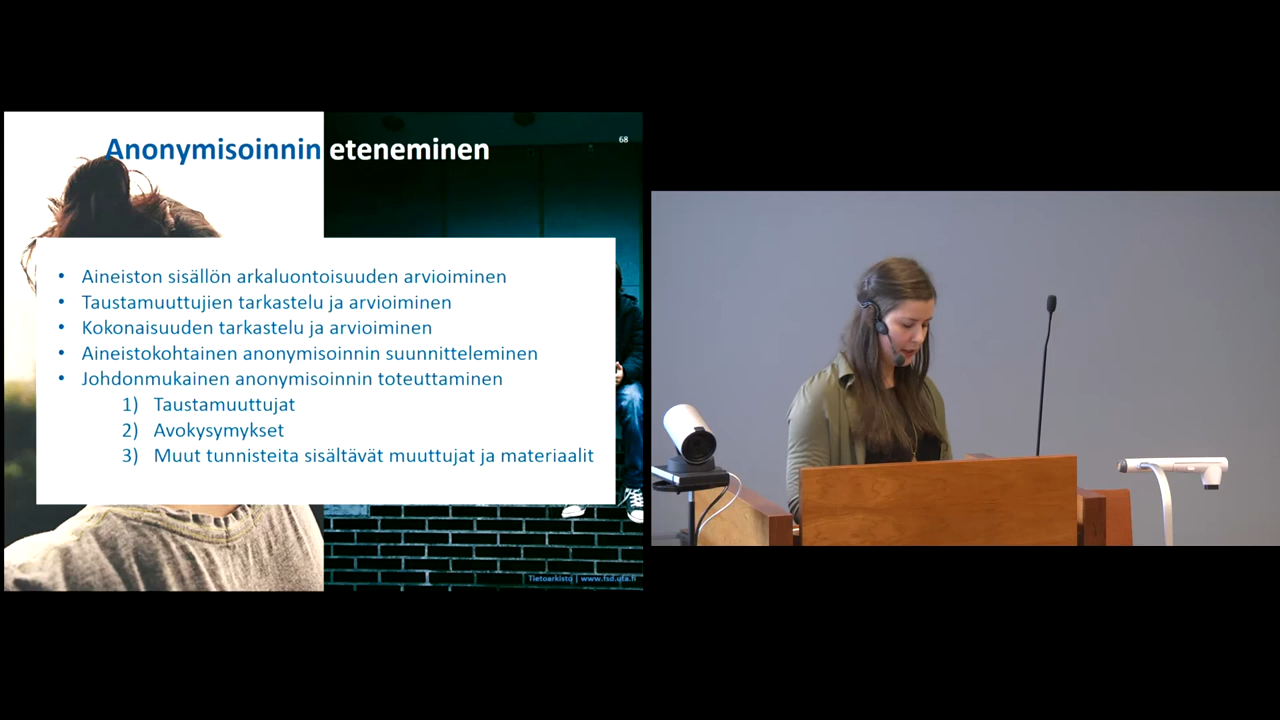 Anonymisoinnin eteneminen
68
• Aineiston sisällön arkaluontoisuuden arvioiminen
• Taustamuuttujien tarkastelu ja arvioiminen
• Kokonaisuuden tarkastelu ja arvioiminen
• Aineistokohtainen anonymisoinnin suunnitteleminen
• Johdonmukainen anonymisoinnin toteuttaminen
1) Taustamuuttujat
2) Avokysymykset
3) Muut tunnisteita sisältävät muuttujat ja materiaalit
Tietoarkisto | www.fsd.uta.fi